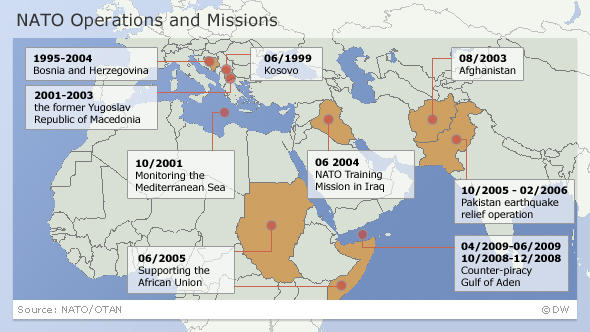 NATO Operations and Missions
1995-2004
Bosnia and Herzegovina
06/1999
Kosovo
08/2003
Afghanistan
2001-2003
the former Yugoslav
Republic of Macedonia
10/2001
Monitoring the
Mediterranean Sea
06 2004
NATO Training
Mission in Iraq
10/2005 - 02/2006
Pakistan earthquake
relief operation
06/2005
Supporting the
African Union
04/2009-06/2009
10/2008-12/2008
Counter-piracy
Gulf of Aden
Source: NATO/OTAN
©DW